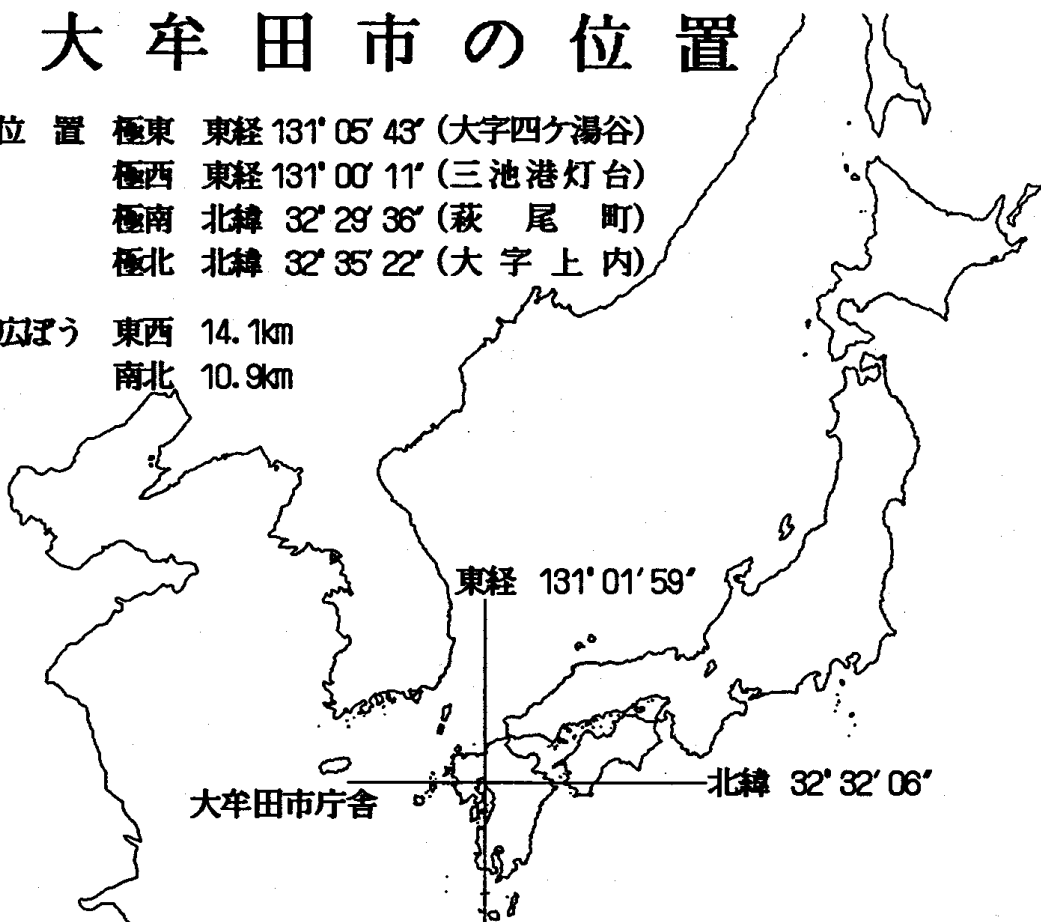 大牟田市の位置
位置 極東 東経 131°05′43″(大字四ケ湯谷)
極西 東経 131°00′11″(三池港灯台)
極南 北緯 32°29′36″(萩尾町)
極北 北緯 32°35′22″(大字上内)
広ぼう 東西 14.1km
南北 10.9km
東経 131°01′59″
北緯 32°32′06″
大牟田市庁舎